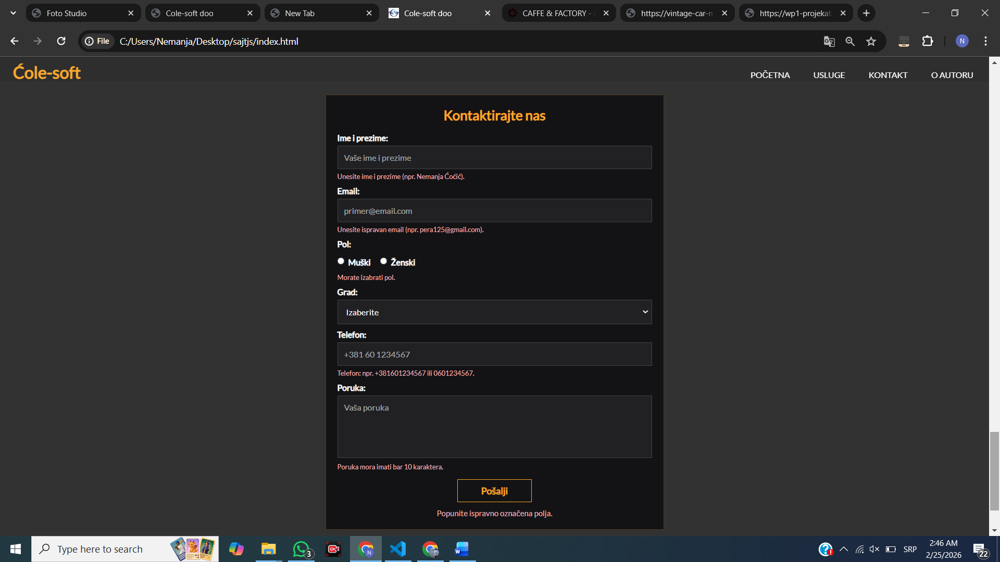 Foto Studio
Cole-soft doo
New Tab
Cole-soft doo
CAFFE & FACTORY -
https://vintage-car-m
https://wp1-projekat
File
C:/Users/Nemanja/Desktop/sajtjs/index.html
N
Ćole-soft
POČETNA
USLUGE
KONTAKT
O AUTORU
Kontaktirajte nas
Ime i prezime:
Vaše ime i prezime
Unesite ime i prezime (npr. Nemanja Ćoćić).
Email:
primer@email.com
Unesite ispravan email (npr. pera125@gmail.com).
Pol:
Muški
Ženski
Morate izabrati pol.
Grad:
Izaberite
Telefon:
+381 60 1234567
Telefon: npr. +381601234567 ili 0601234567.
Poruka:
Vaša poruka
Poruka mora imati bar 10 karaktera.
Pošalji
Popunite ispravno označena polja.
Type here to search
3
N
SRP
2:46 AM
2/25/2026
22